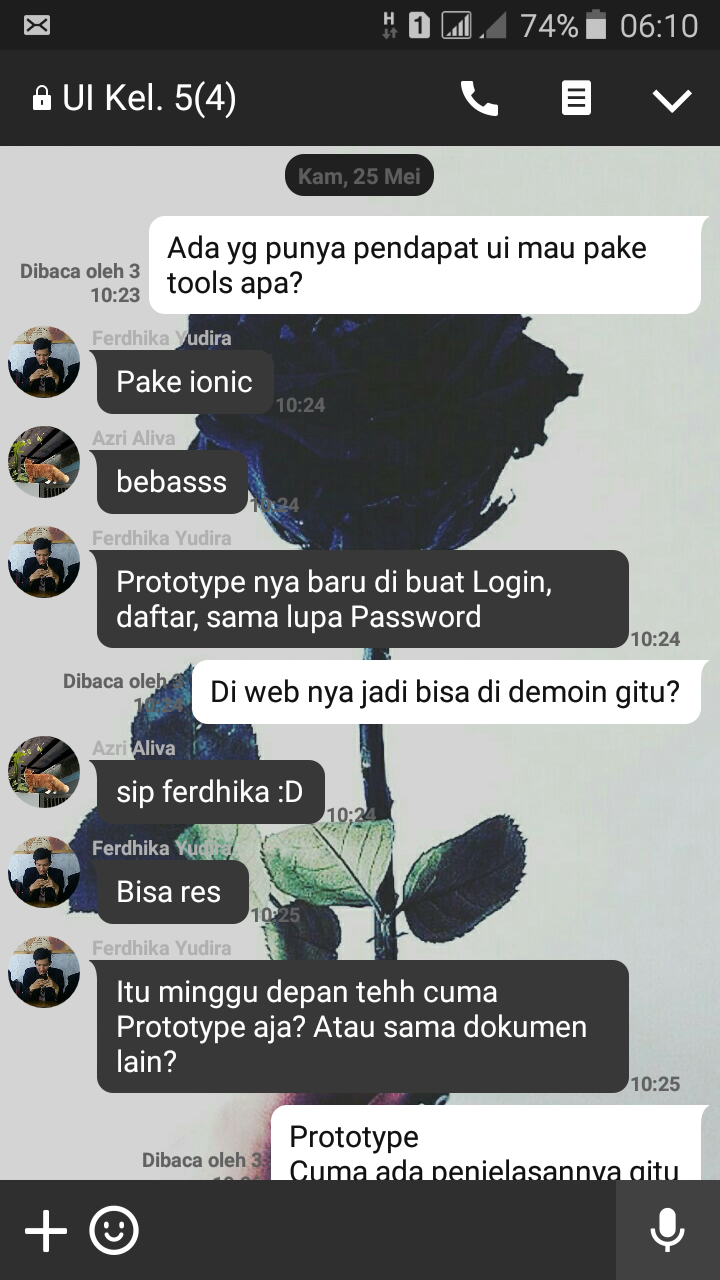 H 1 74% 06:10
UI Kel. 5(4)
Kam, 25 Mei
Ada yg punya pendapat ui mau pake
tools apa?
Dibaca oleh 3
10:23
Ferdhika Yudira
Pake ionic
10:24
Azri Aliva
bebasss
10:24
Ferdhika Yudira
Prototype nya baru di buat Login,
daftar, sama lupa Password
10:24
Di web nya jadi bisa di demoin gitu?
Dibaca oleh 3
10:24
Azri Aliva
sip ferdhika :D
10:24
Ferdhika Yudira
Bisa res
10:25
Ferdhika Yudira
Itu minggu depan tehh cuma
Prototype aja? Atau sama dokumen
lain?
10:25
Prototype
Cuma ada penjelasannya gitu
Dibaca oleh 3